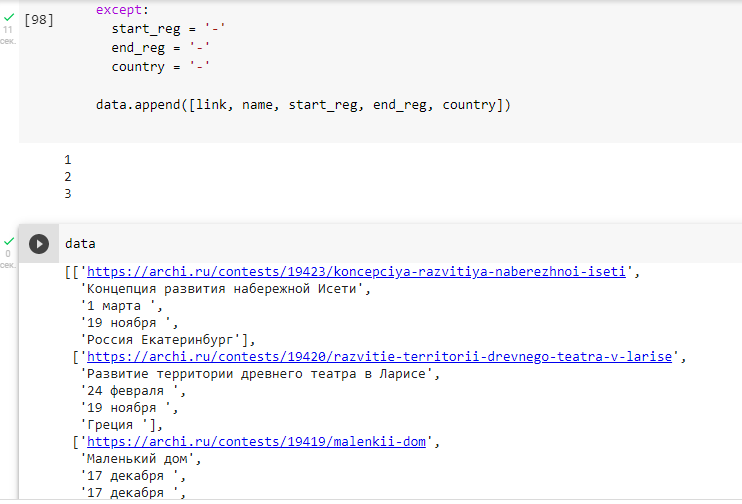 [98]
except:
start_reg = '-'
end_reg = '-'
country = '-'
data.append([link, name, start_reg, end_reg, country])
11
сек.
1
2
3
data
0
сек.
[['https://archi.ru/contests/19423/koncepciya-razvitiya-naberezhnoi-iseti',
'Концепция развития набережной Исети',
'1 марта ',
'19 ноября ',
'Россия Екатеринбург'],
['https://archi.ru/contests/19420/razvitie-territorii-drevnego-teatra-v-larise',
'Развитие территории древнего театра в Ларисе',
'24 февраля ',
'19 ноября ',
'Греция '],
['https://archi.ru/contests/19419/malenkii-dom',
'Маленький дом',
'17 декабря ',
'17 декабря ',